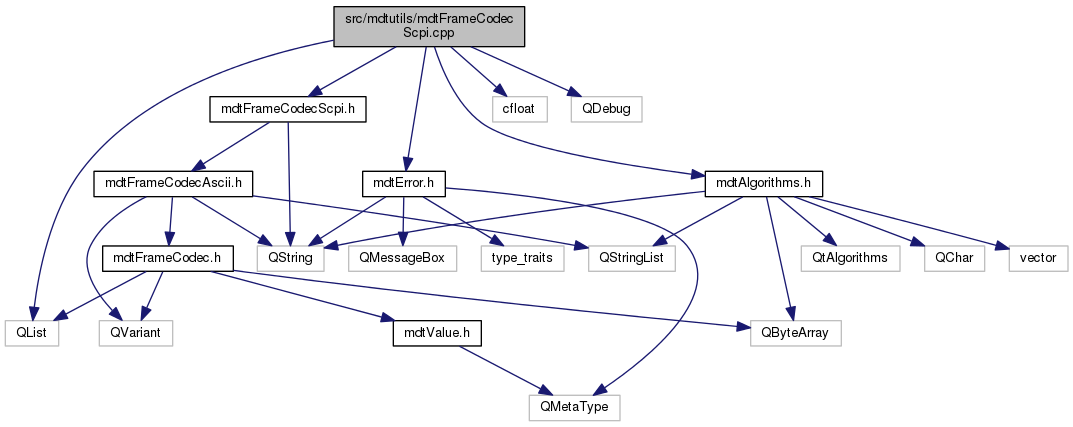 src/mdtutils/mdtFrameCodec
Scpi.cpp
mdtFrameCodecScpi.h
cfloat
QDebug
mdtFrameCodecAscii.h
mdtError.h
mdtAlgorithms.h
mdtFrameCodec.h
QString
QMessageBox
type_traits
QStringList
QtAlgorithms
QChar
vector
QList
QVariant
mdtValue.h
QByteArray
QMetaType